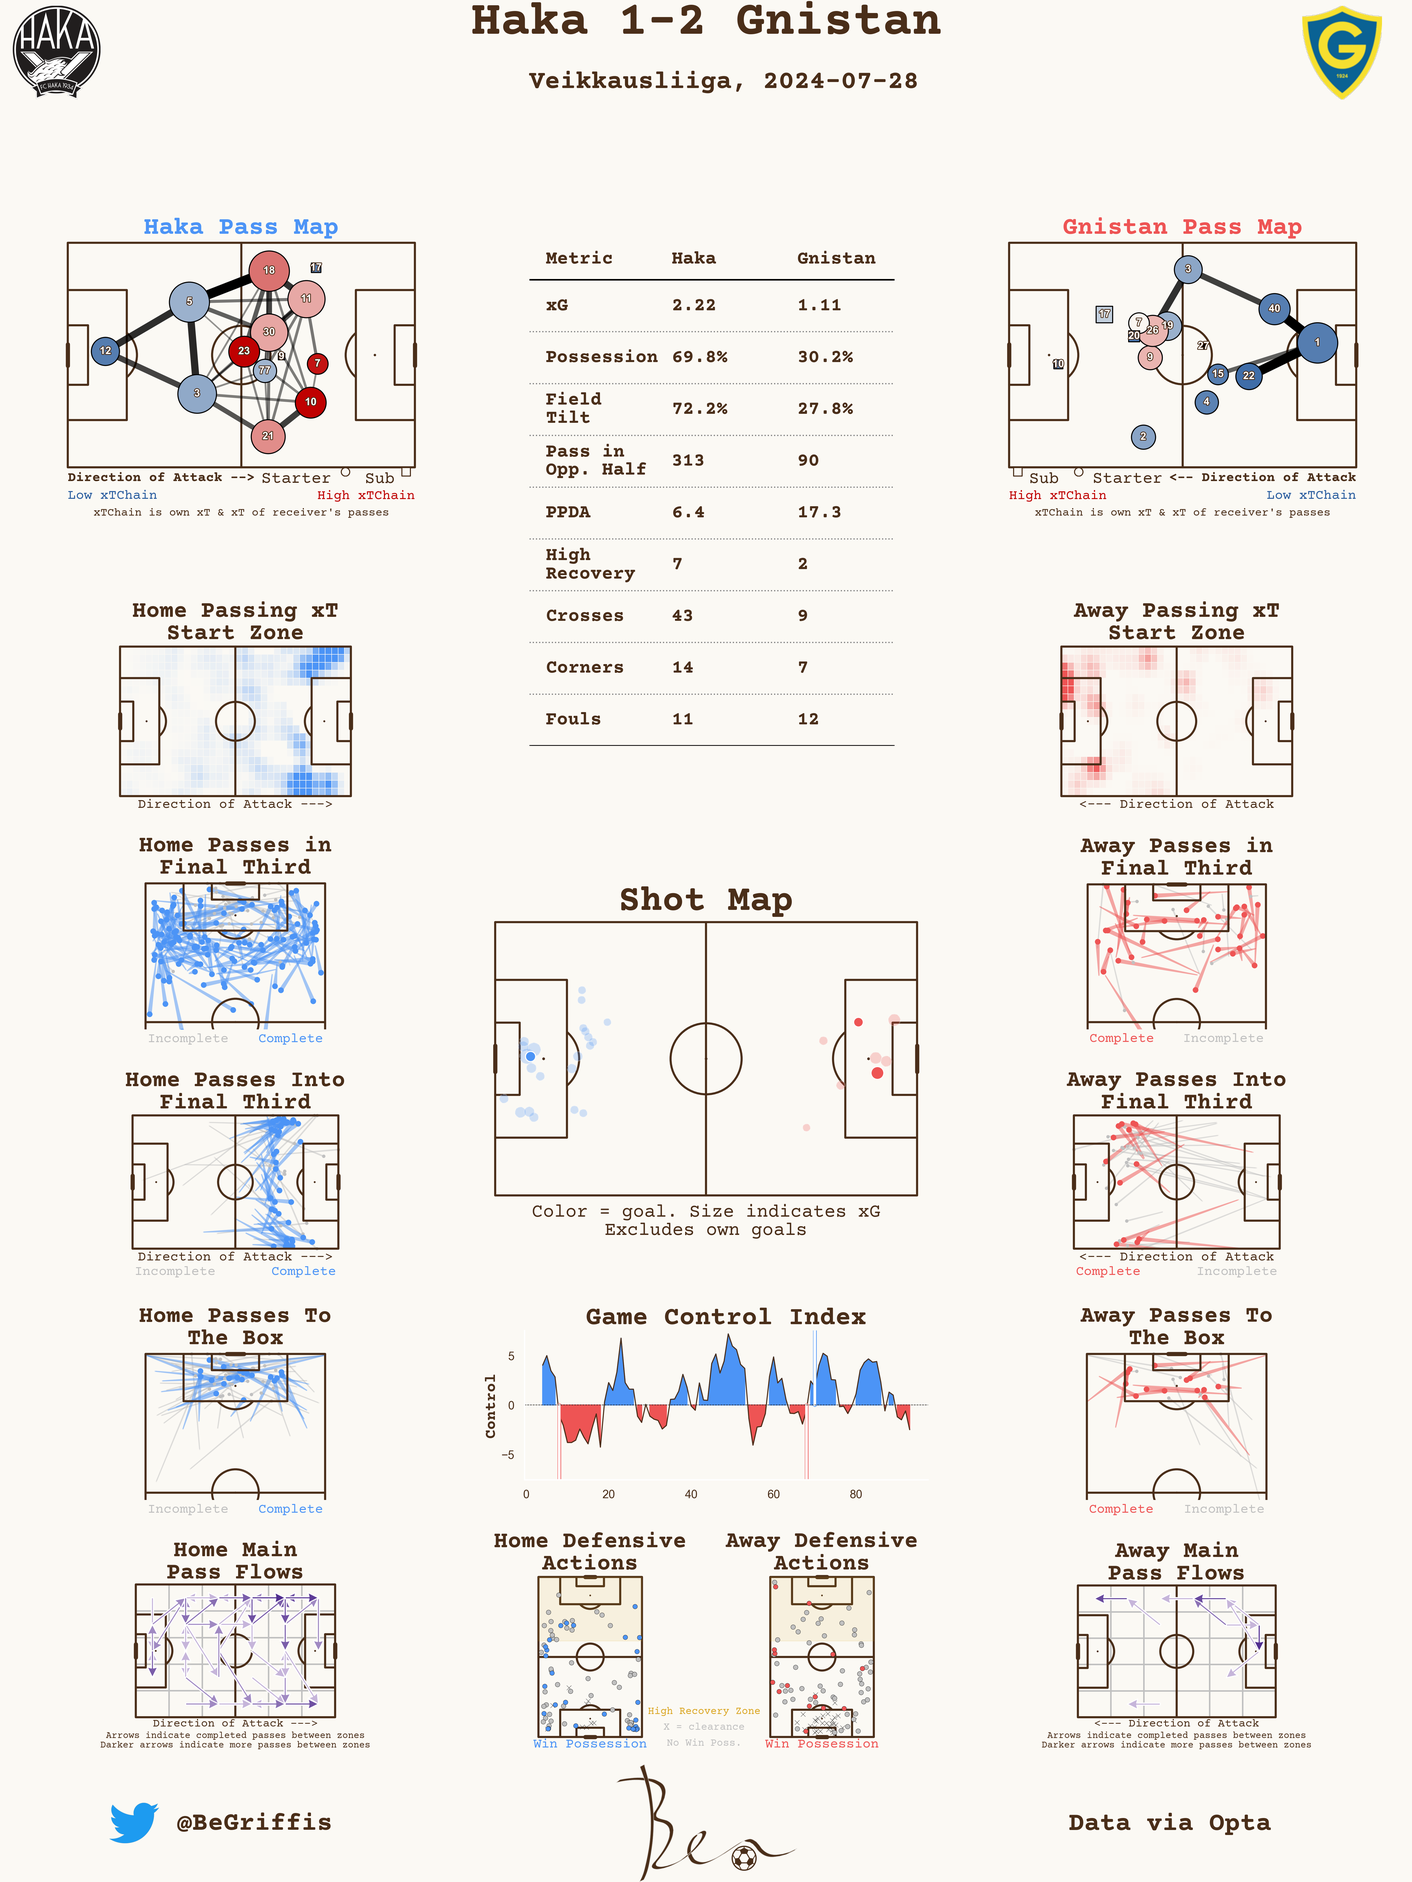 Haka 1-2 Gnistan
Veikkausliiga, 2024-07-28
HAKA
FC HAKA 1934
G
1924
Haka Pass Map
18
17
5
11
30
12
23
9
7
77
3
10
21
Direction of Attack --> Starter Sub
Low xTChain High xTChain
xTChain is own xT & xT of receiver's passes
Metric Haka Gnistan
xG 2.22 1.11
Possession 69.8% 30.2%
Field
Tilt 72.2% 27.8%
Pass in
Opp. Half 313 90
PPDA 6.4 17.3
High
Recovery 7 2
Crosses 43 9
Corners 14 7
Fouls 11 12
Gnistan Pass Map
3
40
17
7
19
26
20
27
1
9
10
15
22
4
2
Sub Starter <-- Direction of Attack
High xTChain Low xTChain
xTChain is own xT & xT of receiver's passes
Home Passing xT
Start Zone
Direction of Attack --->
Away Passing xT
Start Zone
<--- Direction of Attack
Home Passes in
Final Third
Incomplete Complete
Away Passes in
Final Third
Complete Incomplete
Shot Map
Color = goal. Size indicates xG
Excludes own goals
Home Passes Into
Final Third
Direction of Attack --->
Incomplete Complete
Away Passes Into
Final Third
<--- Direction of Attack
Complete Incomplete
Home Passes To
The Box
Incomplete Complete
Game Control Index
Control
5
0
−5
0 20 40 60 80
Away Passes To
The Box
Complete Incomplete
Home Main
Pass Flows
Direction of Attack --->
Arrows indicate completed passes between zones
Darker arrows indicate more passes between zones
Home Defensive
Actions
Win Possession
High Recovery Zone
X = clearance
No Win Poss.
Away Defensive
Actions
Win Possession
Away Main
Pass Flows
<--- Direction of Attack
Arrows indicate completed passes between zones
Darker arrows indicate more passes between zones
@BeGriffis
Ben
Data via Opta